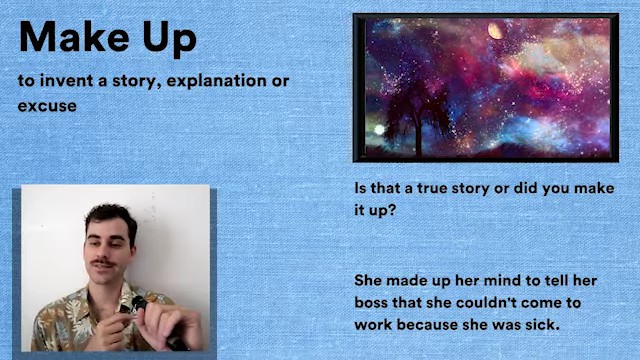 Make Up
to invent a story, explanation or
excuse
Is that a true story or did you make
it up?
She made up her mind to tell her
boss that she couldn't come to
work because she was sick.